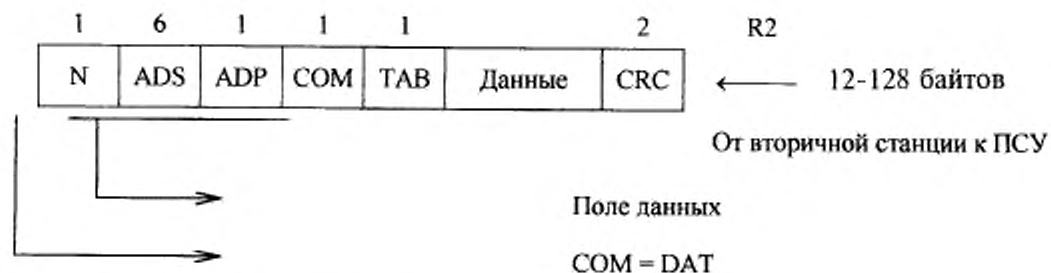 1 6 1 1 1 2 R2
N ADS ADP COM TAB Данные CRC 12-128 байтов
От вторичной станции к ПСУ
Поле данных
COM = DAT